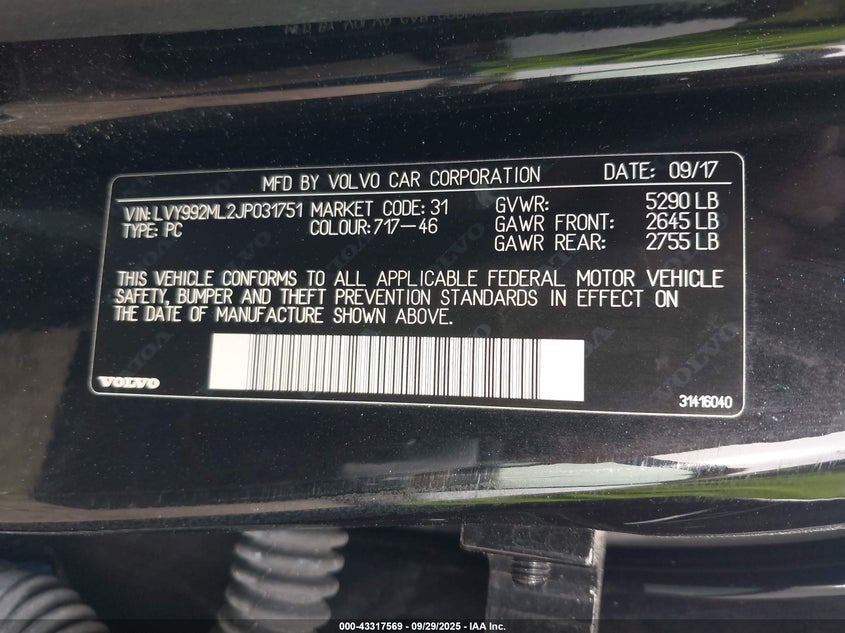 MFD BY VOLVO CAR CORPORATION DATE: 09/17
VIN: LVY992ML2JP031751 MARKET CODE: 31 GVWR: 5290 LB
TYPE: PC COLOUR: 717-46 GAWR FRONT: 2645 LB
GAWR REAR: 2755 LB
THIS VEHICLE CONFORMS TO ALL APPLICABLE FEDERAL MOTOR VEHICLE
SAFETY, BUMPER AND THEFT PREVENTION STANDARDS IN EFFECT ON
THE DATE OF MANUFACTURE SHOWN ABOVE.
VOLVO 31416040
000-43317569 · 09/29/2025 · IAA Inc.